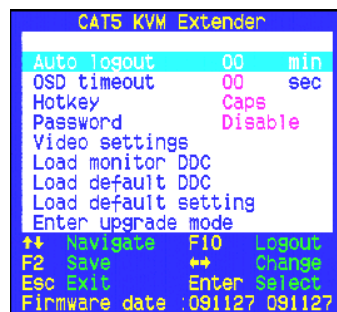 CAT5 KVM Extender
Auto logout 00 min
OSD timeout 00 sec
Hotkey Caps
Password Disable
Video settings
Load monitor DDC
Load default DDC
Load default setting
Enter upgrade mode
↑↓ Navigate F10 Logout
F2 Save ↔ Change
Esc Exit Enter Select
Firmware date :091127 091127